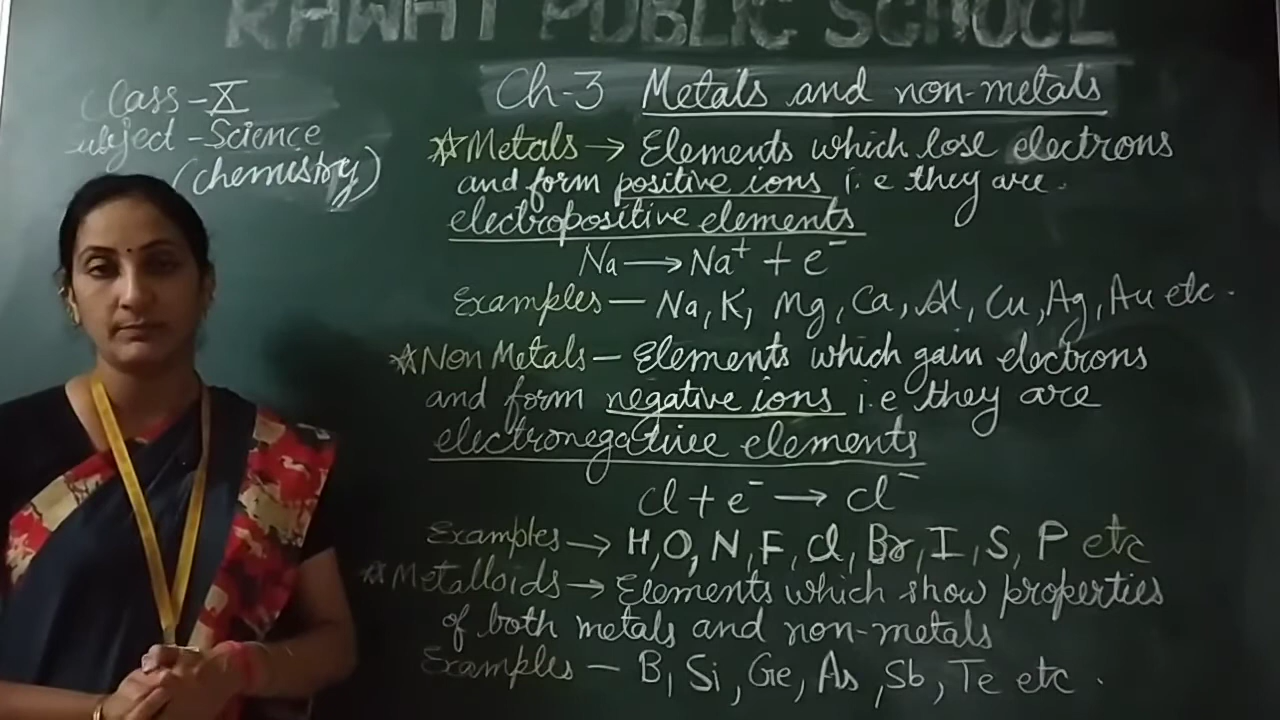 RAWAT PUBLIC SCHOOL
Class - X
Subject - Science
(chemistry)
Ch-3 Metals and non-metals
☆Metals → Elements which lose electrons
and form positive ions i.e they are
electropositive elements
Na → Na⁺ + e⁻
Examples — Na, K, Mg, Ca, Al, Cu, Ag, Au etc.
☆Non Metals — Elements which gain electrons
and form negative ions i.e they are
electronegative elements
Cl + e⁻ → Cl⁻
Examples → H, O, N, F, Cl, Br, I, S, P etc
☆Metalloids → Elements which show properties
of both metals and non-metals
Examples — B, Si, Ge, As, Sb, Te etc.